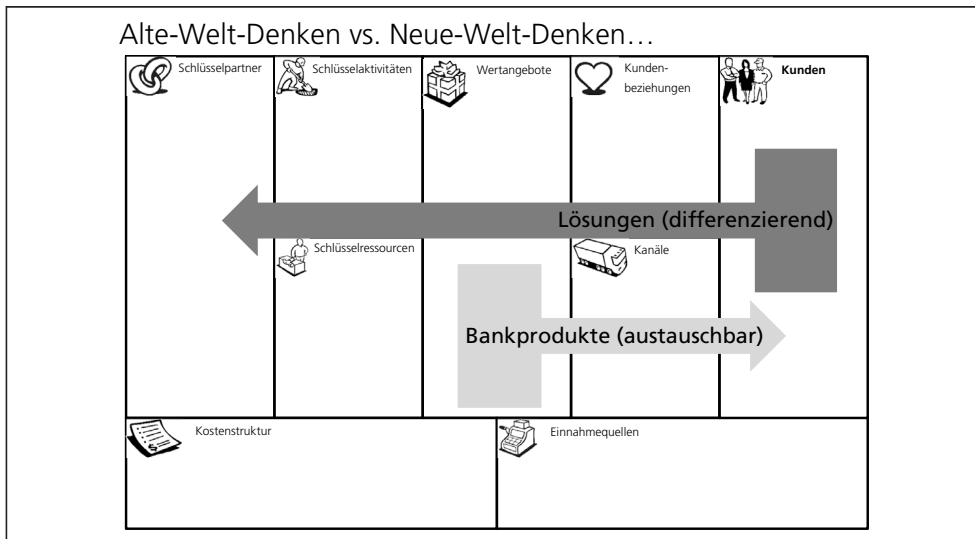 Alte-Welt-Denken vs. Neue-Welt-Denken…
Schlüsselpartner
Schlüsselaktivitäten
Wertangebote
Kunden-
beziehungen
Kunden
Lösungen (differenzierend)
Schlüsselressourcen
Kanäle
Bankprodukte (austauschbar)
Kostenstruktur
Einnahmequellen